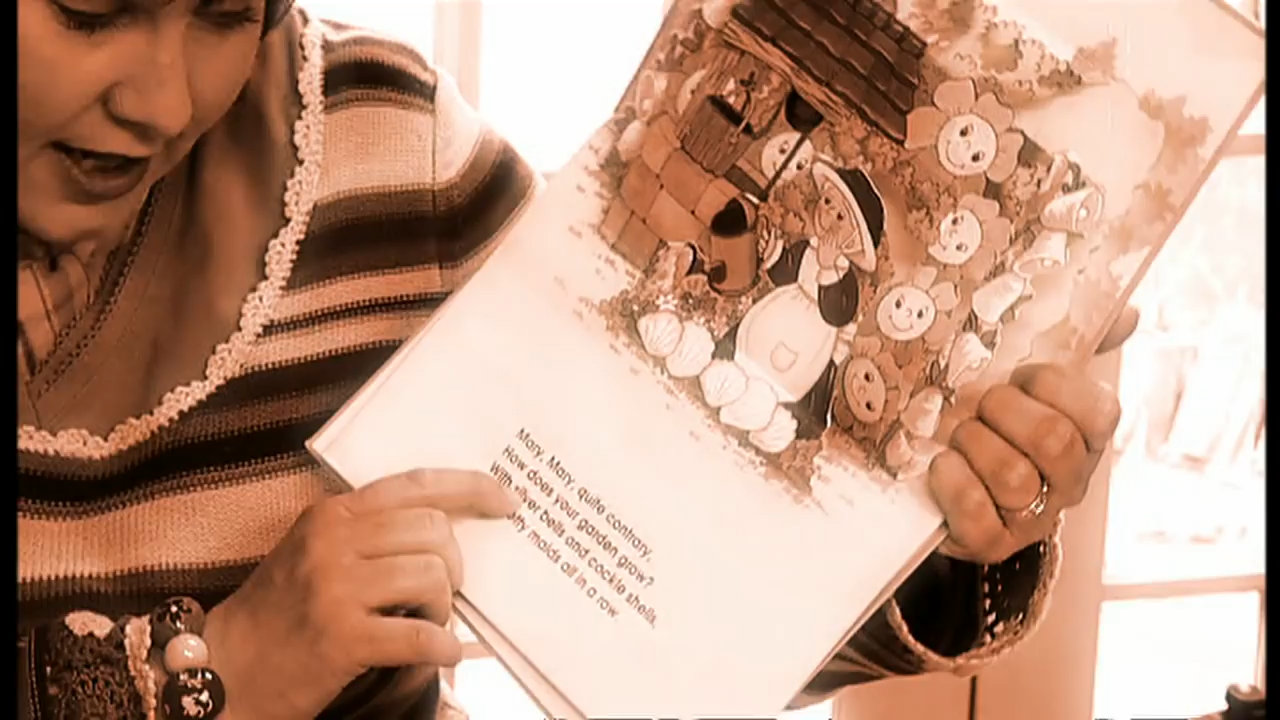 Mary, Mary, quite contrary,
How does your garden grow?
With silver bells and cockle shells,
maids all in a row.